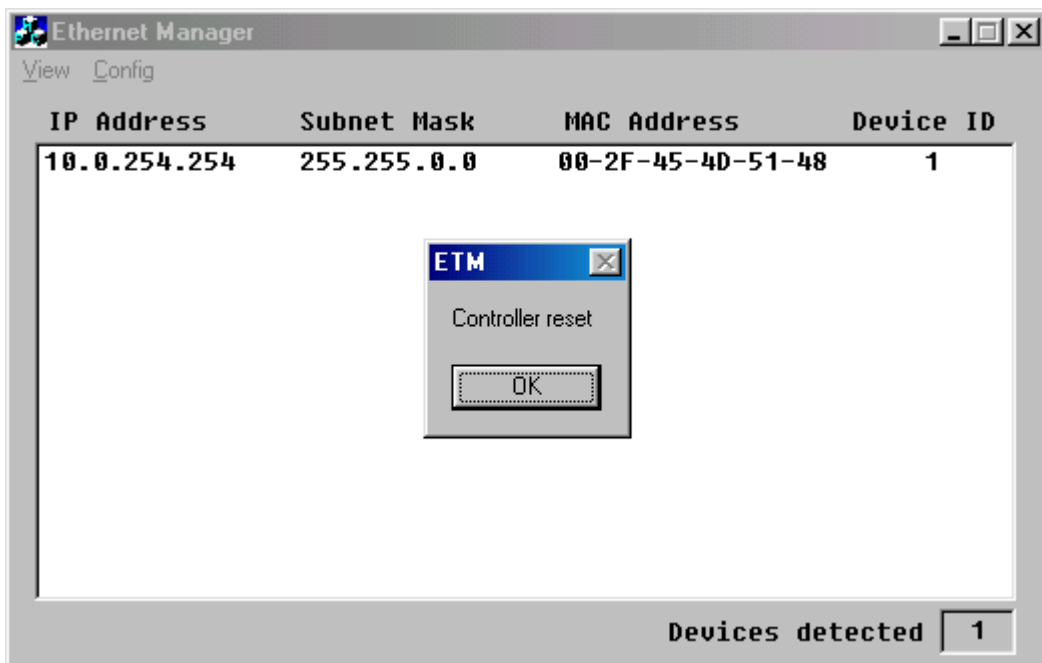 Ethernet Manager
View Config
IP Address Subnet Mask MAC Address Device ID
10.0.254.254 255.255.0.0 00-2F-45-4D-51-48 1
ETM
Controller reset
OK
Devices detected 1